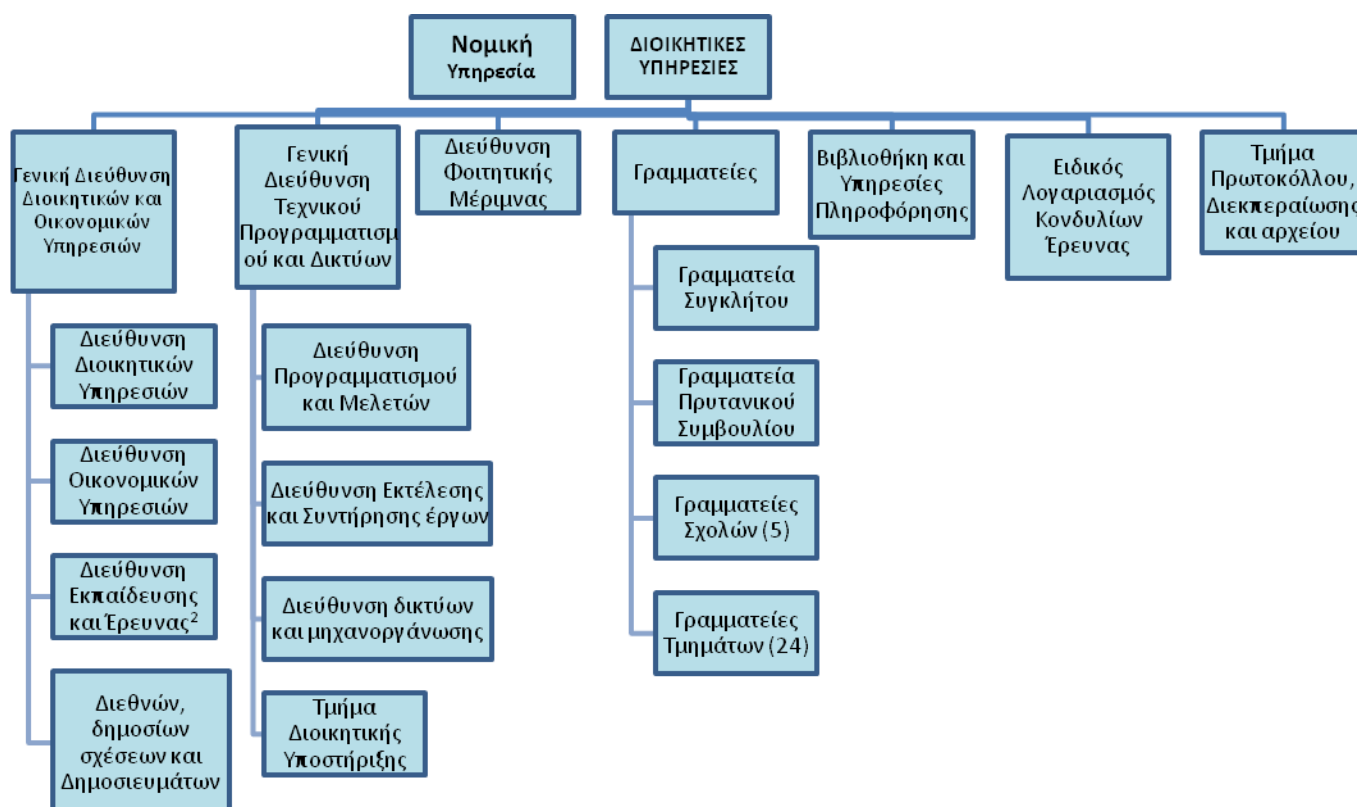 Νομική
Υπηρεσία
ΔΙΟΙΚΗΤΙΚΕΣ
ΥΠΗΡΕΣΙΕΣ
Γενική Διεύθυνση
Διοικητικών και
Οικονομικών
Υπηρεσιών
Γενική
Διεύθυνση
Τεχνικού
Προγραμματισμ
ού και Δικτύων
Διεύθυνση
Φοιτητικής
Μέριμνας
Γραμματείες
Βιβλιοθήκη και
Υπηρεσίες
Πληροφόρησης
Ειδικός
Λογαριασμός
Κονδυλίων
Έρευνας
Τμήμα
Πρωτοκόλλου,
Διεκπεραίωσης
και αρχείου
Διεύθυνση
Διοικητικών
Υπηρεσιών
Διεύθυνση
Οικονομικών
Υπηρεσιών
Διεύθυνση
Εκπαίδευσης
και Έρευνας²
Διεθνών,
δημοσίων
σχέσεων και
Δημοσιευμάτων
Διεύθυνση
Προγραμματισμού
και Μελετών
Διεύθυνση Εκτέλεσης
και Συντήρησης έργων
Διεύθυνση δικτύων
και μηχανοργάνωσης
Τμήμα
Διοικητικής
Υποστήριξης
Γραμματεία
Συγκλήτου
Γραμματεία
Πρυτανικού
Συμβουλίου
Γραμματείες
Σχολών (5)
Γραμματείες
Τμημάτων (24)